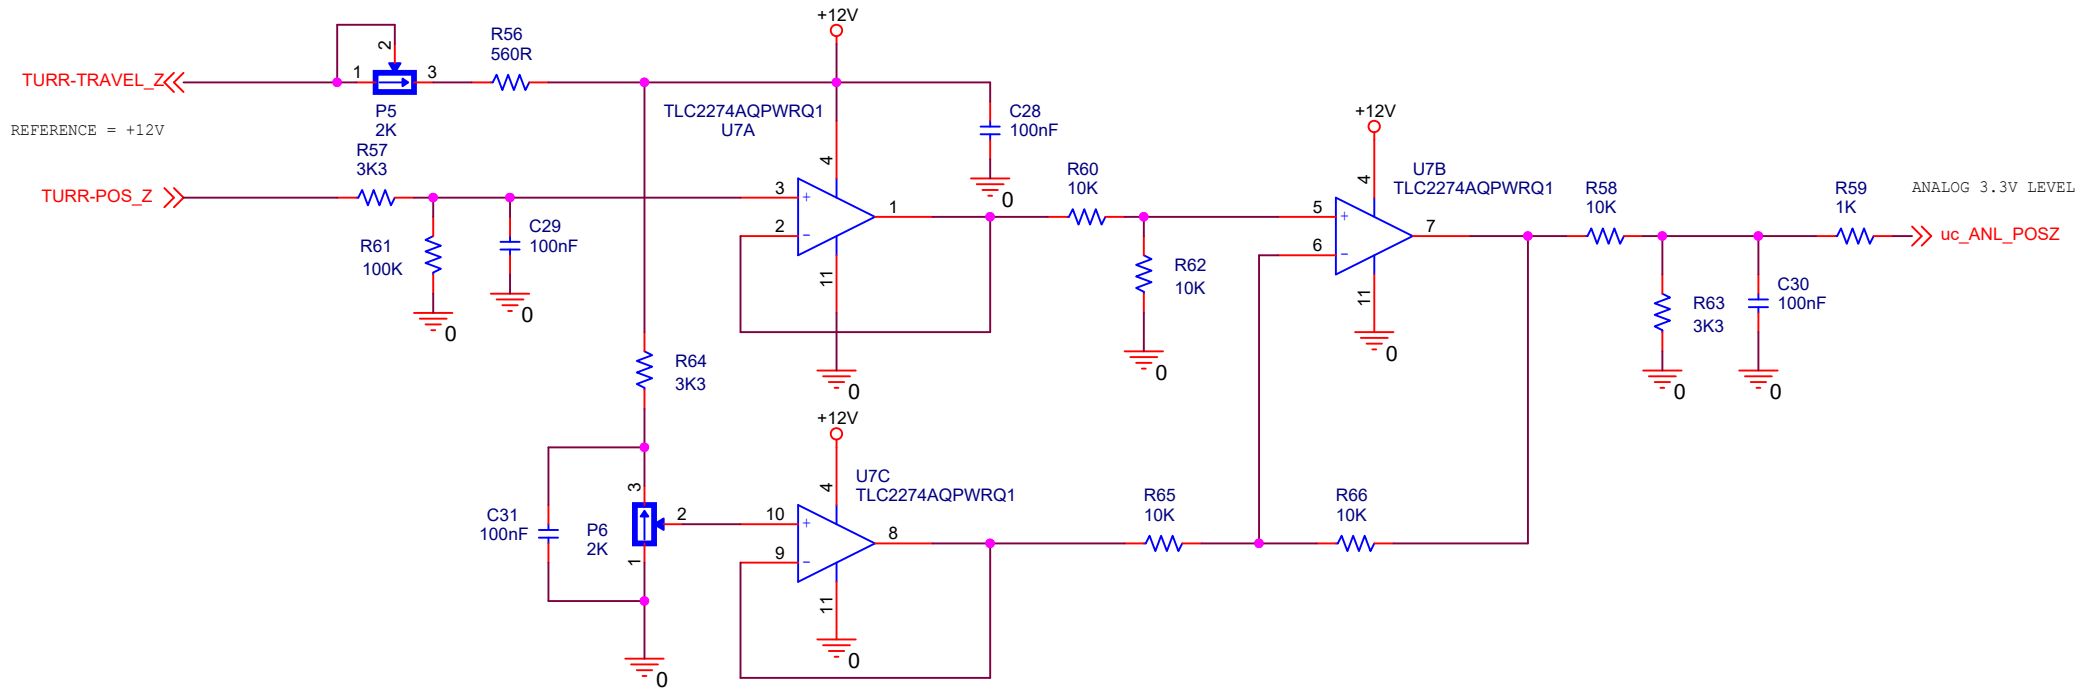 +12V
R56
560R
2
TURR-TRAVEL_Z
1
3
P5
2K
REFERENCE = +12V
TLC2274AQPWRQ1
U7A
C28
100nF
0
+12V
R57
3K3
TURR-POS_Z
4
3
+
2
-
1
11
0
R61
100K
0
C29
100nF
0
R60
10K
R62
10K
0
4
U7B
TLC2274AQPWRQ1
5
+
6
-
7
11
0
R58
10K
R59
1K
ANALOG 3.3V LEVEL
uc_ANL_POSZ
R63
3K3
0
C30
100nF
0
R64
3K3
+12V
U7C
TLC2274AQPWRQ1
4
C31
100nF
P6
2K
3
2
1
0
10
+
9
-
8
11
0
R65
10K
R66
10K